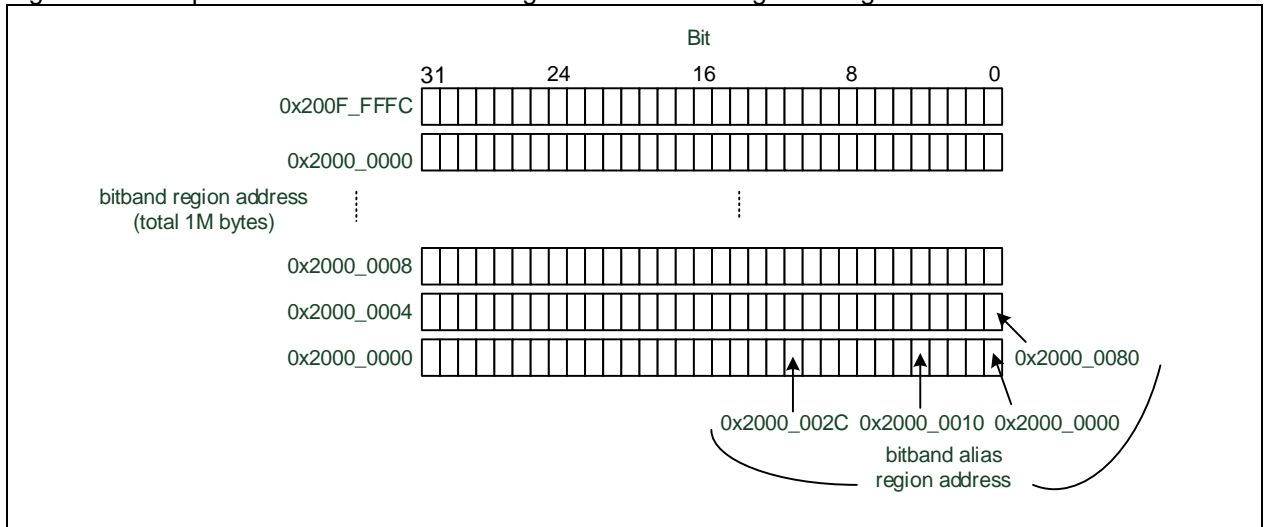 Bit
31 24 16 8 0
0x200F_FFFC
0x2000_0000
bitband region address
(total 1M bytes)
0x2000_0008
0x2000_0004
0x2000_0000
0x2000_0080
0x2000_002C 0x2000_0010 0x2000_0000
bitband alias
region address